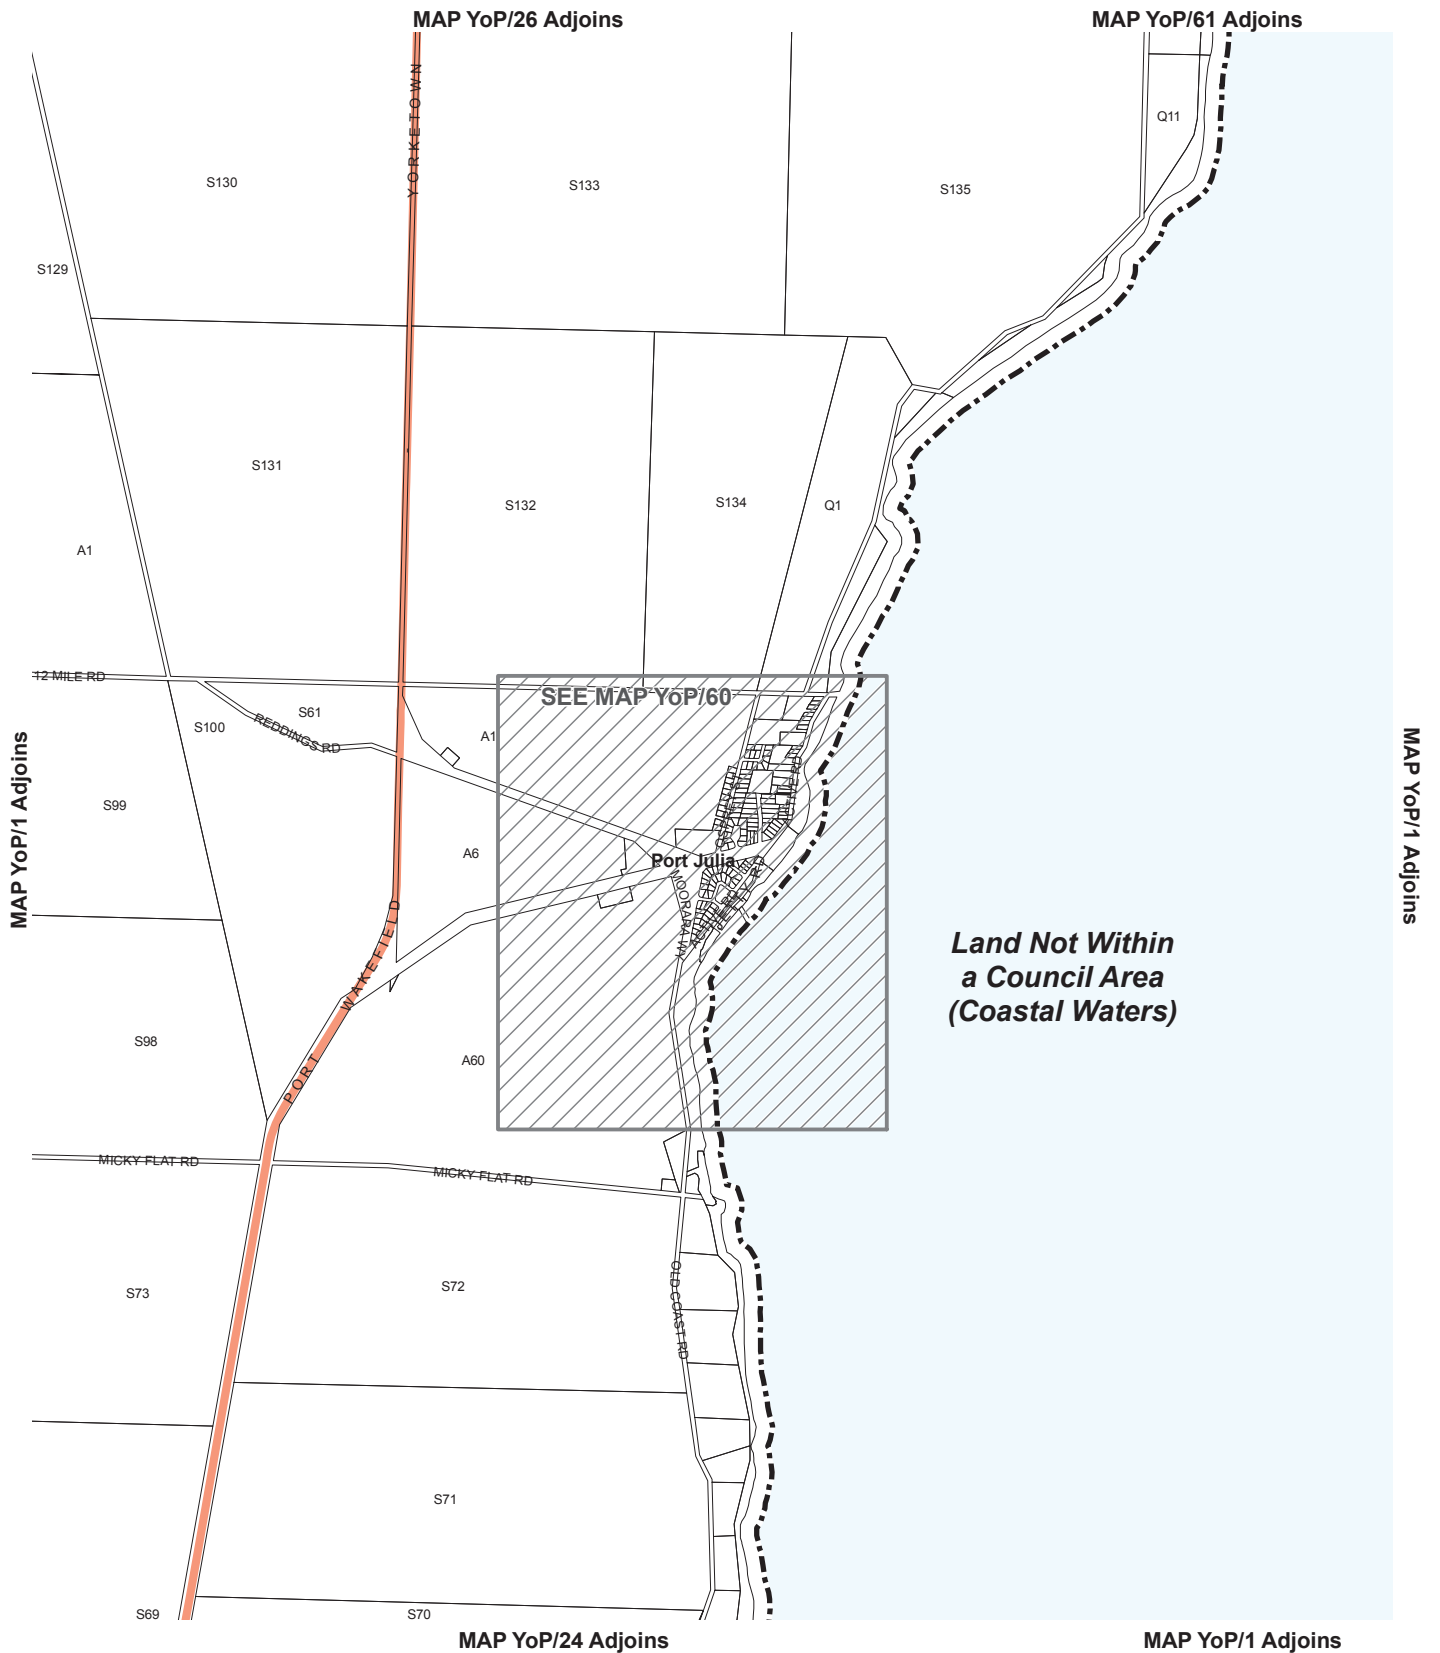 MAP YoP/26 Adjoins
MAP YoP/61 Adjoins
YORKETOWN
Q11
S130
S133
S135
S129
S131
S132
S134
Q1
A1
12 MILE RD
SEE MAP YoP/60
S61
S100
REDDINGS RD
A1
MAP YoP/1 Adjoins
MAP YoP/1 Adjoins
S99
A6
Port Julia
MOORARA WY
WAKEFIELD
Land Not Within
a Council Area
(Coastal Waters)
S98
A60
PORT
MICKY FLAT RD
MICKY FLAT RD
S73
S72
OLD COAST RD
S71
S69
S70
MAP YoP/24 Adjoins
MAP YoP/1 Adjoins